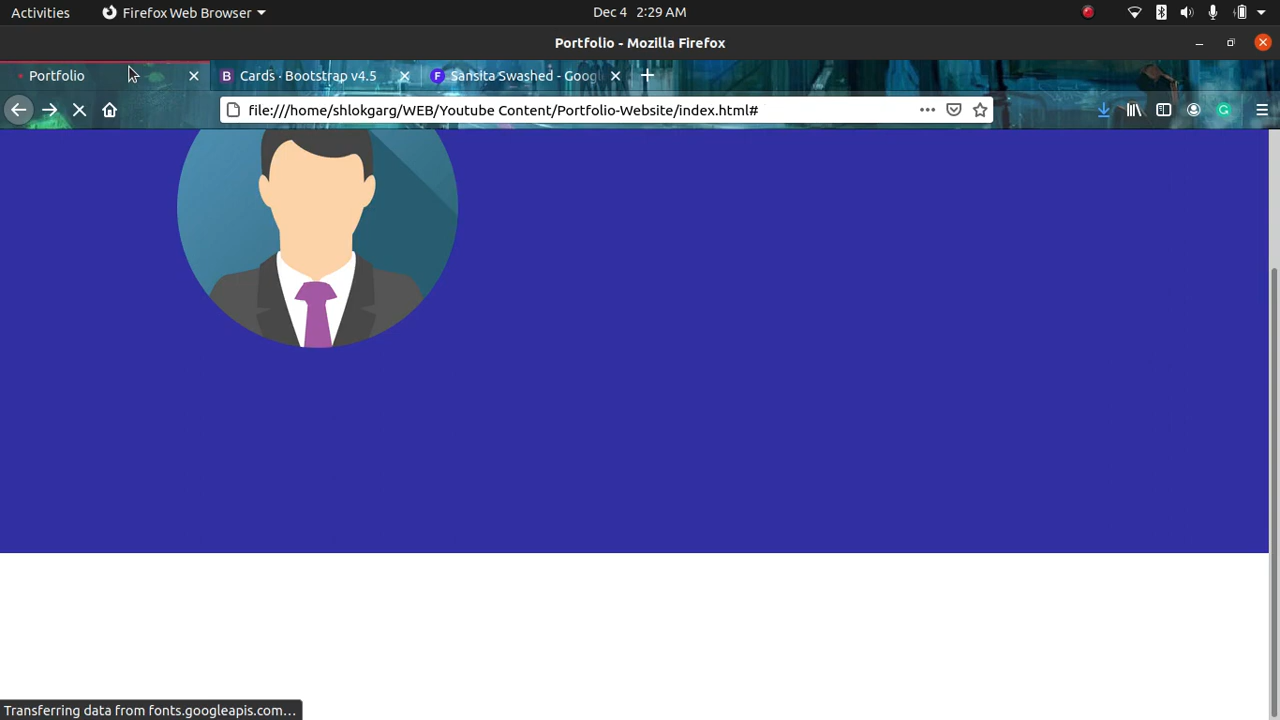 Activities
Firefox Web Browser
Dec 4 2:29 AM
Portfolio - Mozilla Firefox
Portfolio
B Cards · Bootstrap v4.5
F Sansita Swashed - Googl
file:///home/shlokgarg/WEB/Youtube Content/Portfolio-Website/index.html#
Transferring data from fonts.googleapis.com…